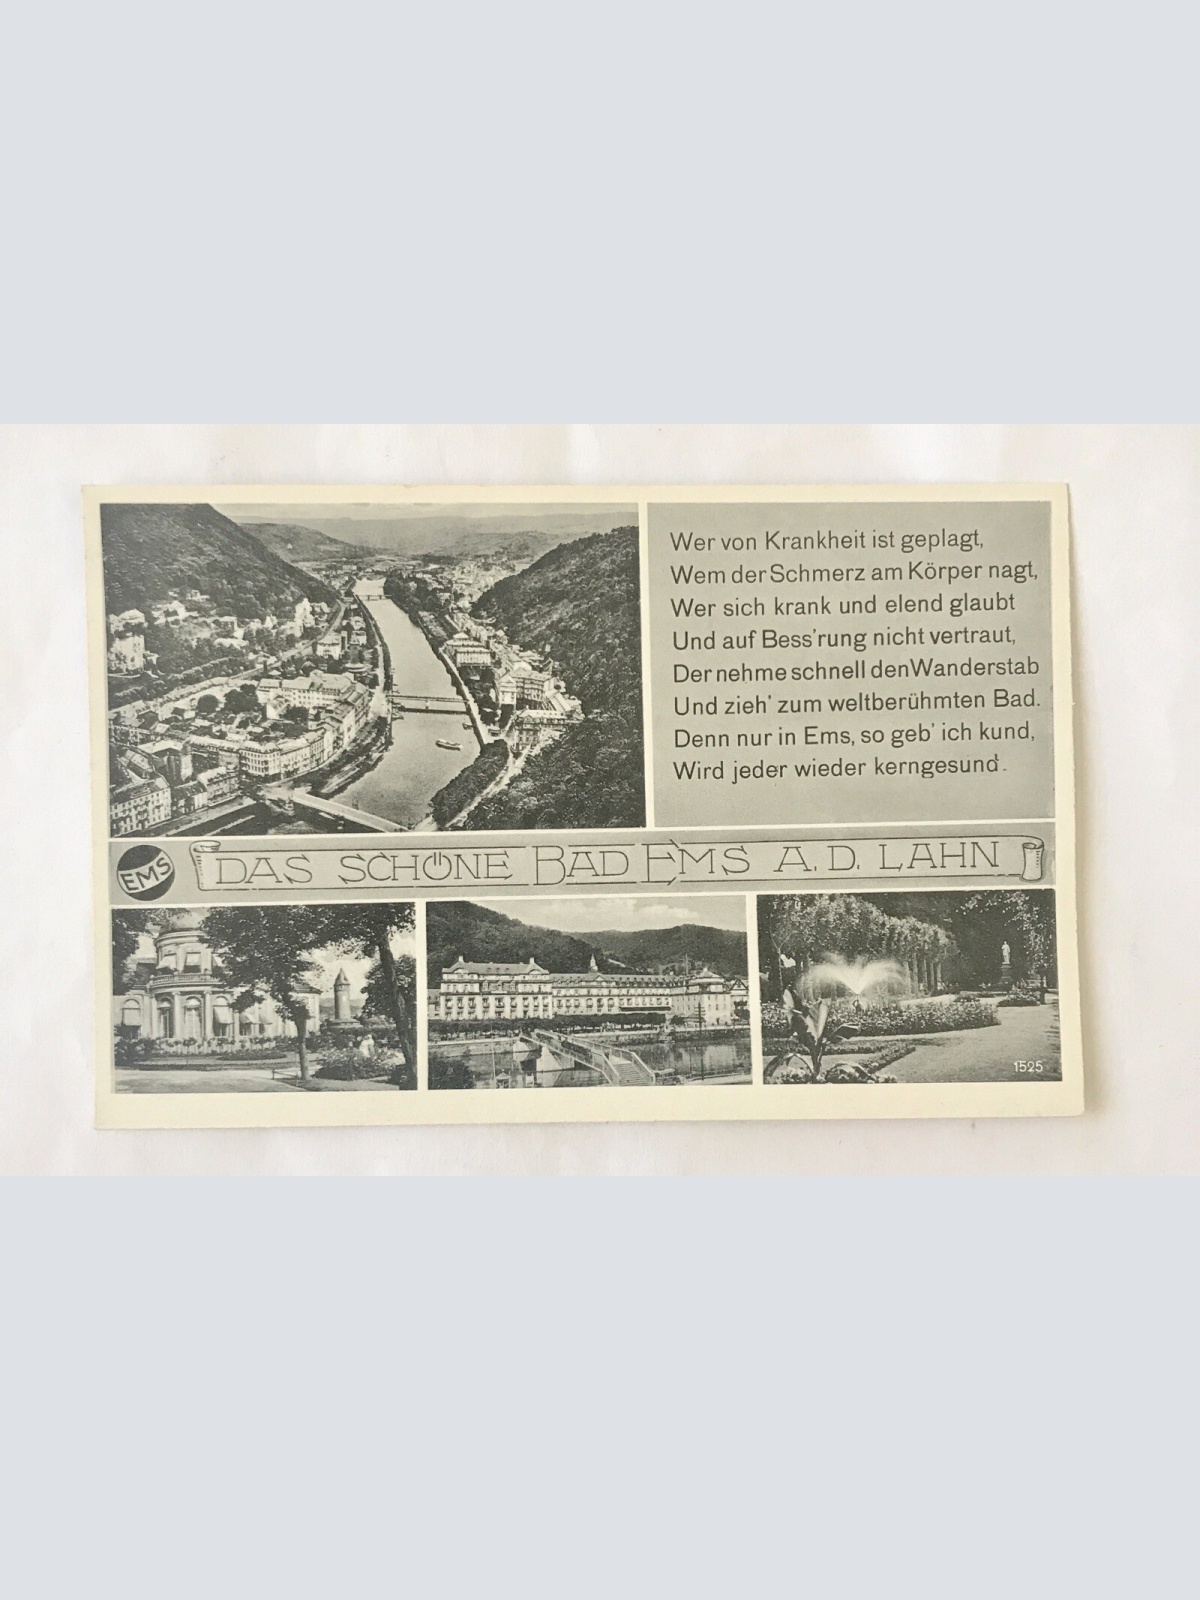 Wer von Krankheit ist geplagt,
Wem der Schmerz am Körper nagt,
Wer sich krank und elend glaubt
Und auf Bess'rung nicht vertraut,
Der nehme schnell den Wanderstab
Und zieh' zum weltberühmten Bad.
Denn nur in Ems, so geb' ich kund,
Wird jeder wieder kerngesund.
EMS
DAS SCHÖNE BAD EMS A.D. LAHN
1525